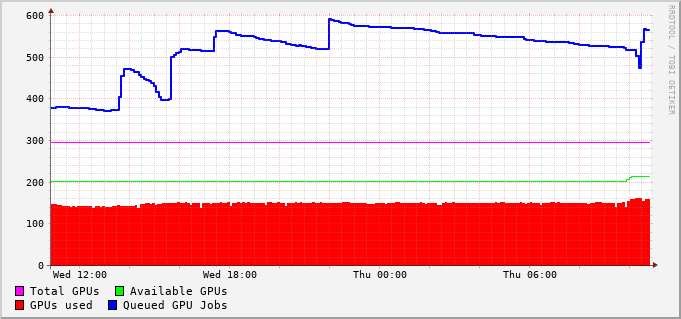 600
500
400
300
200
100
0
Wed 12:00 Wed 18:00 Thu 00:00 Thu 06:00
Total GPUs Available GPUs
GPUs used Queued GPU Jobs
RRDTOOL / TOBI OETIKER